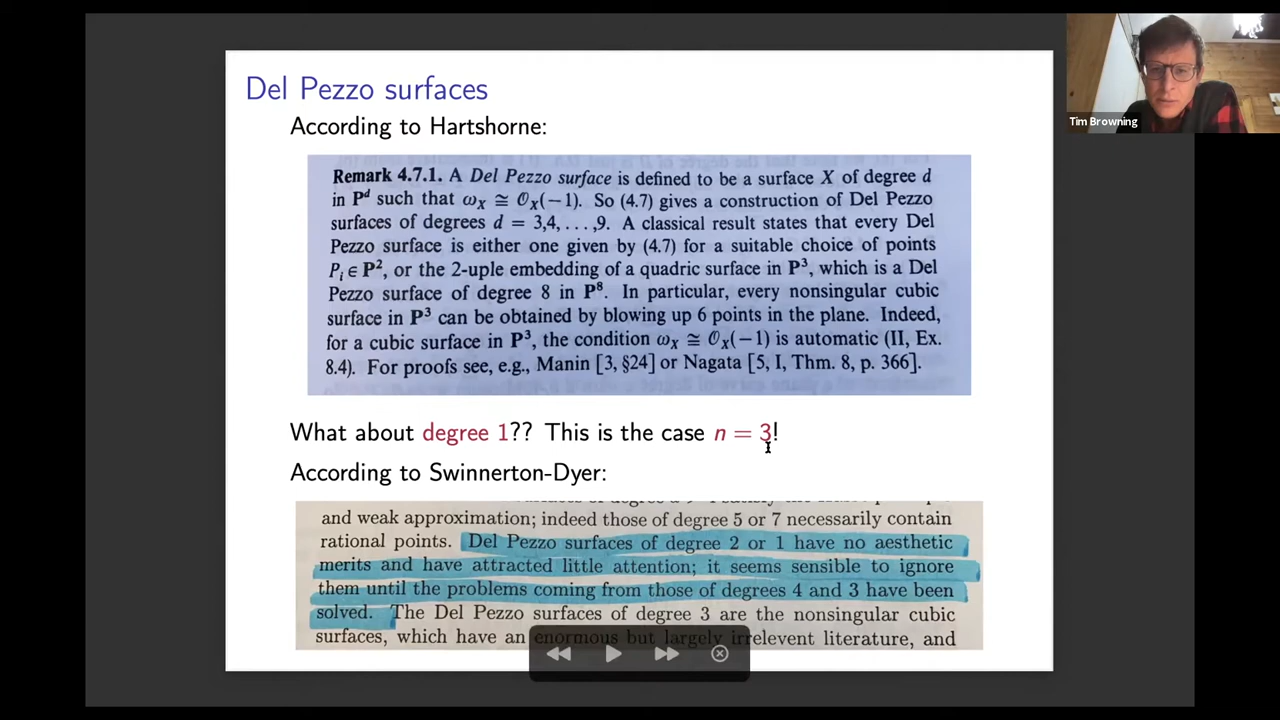 Del Pezzo surfaces
Tim Browning
According to Hartshorne:
Remark 4.7.1. A Del Pezzo surface is defined to be a surface X of degree d
in P^d such that ω_X ≅ 𝒪_X(−1). So (4.7) gives a construction of Del Pezzo
surfaces of degrees d = 3,4, . . . ,9. A classical result states that every Del
Pezzo surface is either one given by (4.7) for a suitable choice of points
P_i ∈ P², or the 2-uple embedding of a quadric surface in P³, which is a Del
Pezzo surface of degree 8 in P⁸. In particular, every nonsingular cubic
surface in P³ can be obtained by blowing up 6 points in the plane. Indeed,
for a cubic surface in P³, the condition ω_X ≅ 𝒪_X(−1) is automatic (II, Ex.
8.4). For proofs see, e.g., Manin [3, §24] or Nagata [5, I, Thm. 8, p. 366].
What about degree 1?? This is the case n = 3!
According to Swinnerton-Dyer:
and weak approximation; indeed those of degree 5 or 7 necessarily contain
rational points. Del Pezzo surfaces of degree 2 or 1 have no aesthetic
merits and have attracted little attention; it seems sensible to ignore
them until the problems coming from those of degrees 4 and 3 have been
solved. The Del Pezzo surfaces of degree 3 are the nonsingular cubic
surfaces, which have an enormous but largely irrelevent literature, and